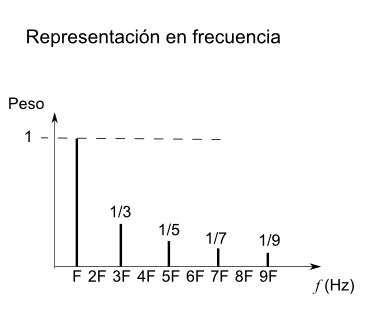 Representación en frecuencia
Peso
1
1/3
1/5
1/7
1/9
F 2F 3F 4F 5F 6F 7F 8F 9F
f (Hz)